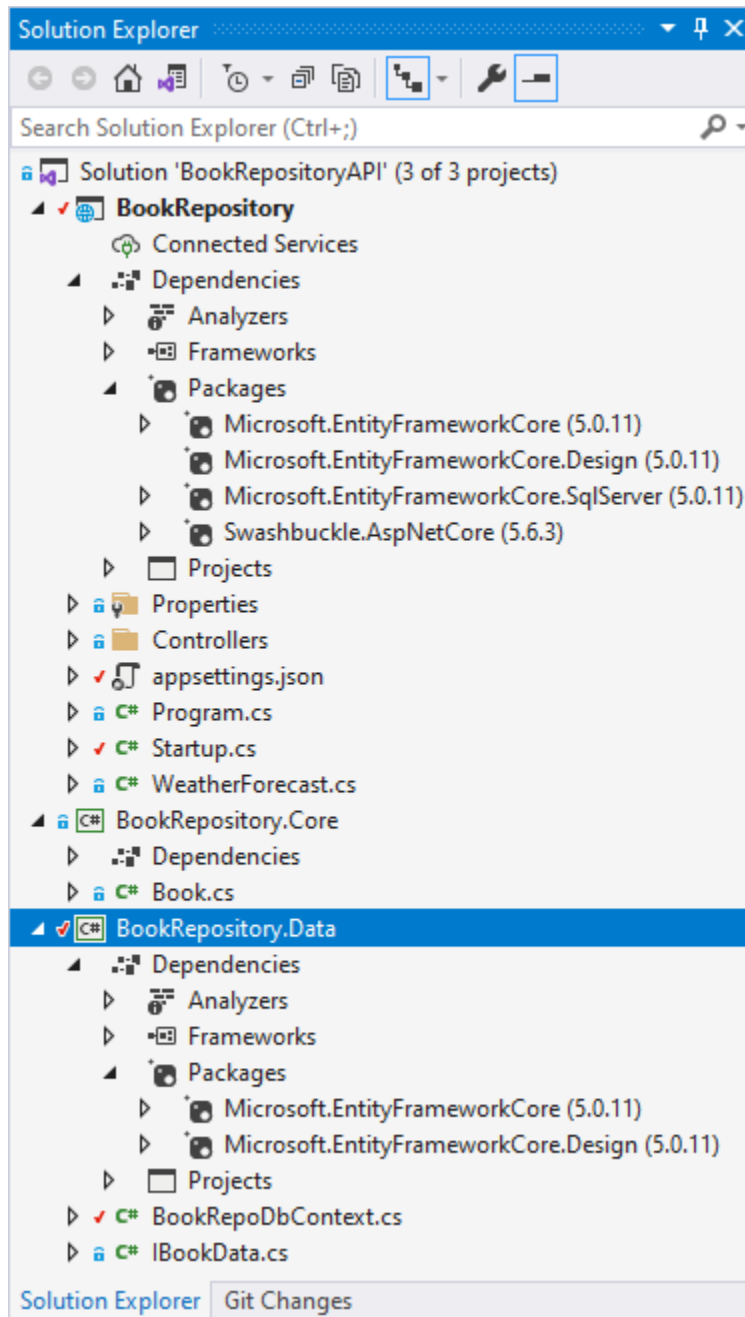 Solution Explorer
Search Solution Explorer (Ctrl+;)
Solution 'BookRepositoryAPI' (3 of 3 projects)
BookRepository
Connected Services
Dependencies
Analyzers
Frameworks
Packages
Microsoft.EntityFrameworkCore (5.0.11)
Microsoft.EntityFrameworkCore.Design (5.0.11)
Microsoft.EntityFrameworkCore.SqlServer (5.0.11)
Swashbuckle.AspNetCore (5.6.3)
Projects
Properties
Controllers
appsettings.json
C# Program.cs
C# Startup.cs
C# WeatherForecast.cs
C# BookRepository.Core
Dependencies
C# Book.cs
C# BookRepository.Data
Dependencies
Analyzers
Frameworks
Packages
Microsoft.EntityFrameworkCore (5.0.11)
Microsoft.EntityFrameworkCore.Design (5.0.11)
Projects
C# BookRepoDbContext.cs
C# IBookData.cs
Solution Explorer Git Changes